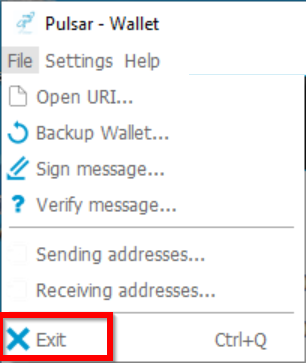 Pulsar - Wallet
File Settings Help
Open URI...
Backup Wallet...
Sign message...
Verify message...
Sending addresses...
Receiving addresses...
Exit Ctrl+Q